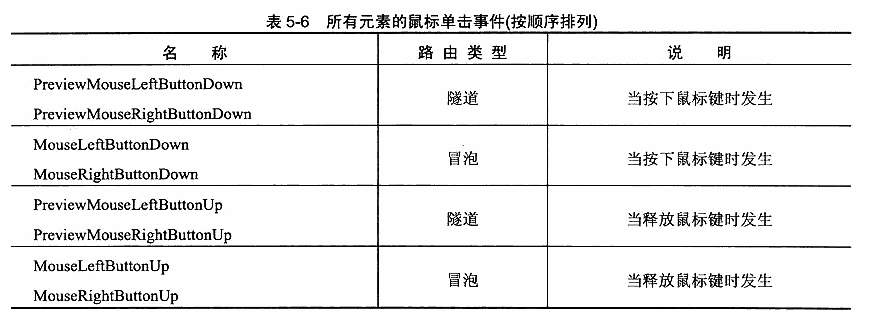 表 5-6 所有元素的鼠标单击事件(按顺序排列)
名 称 路 由 类 型 说 明
PreviewMouseLeftButtonDown
PreviewMouseRightButtonDown
隧道 当按下鼠标键时发生
MouseLeftButtonDown
MouseRightButtonDown
冒泡 当按下鼠标键时发生
PreviewMouseLeftButtonUp
PreviewMouseRightButtonUp
隧道 当释放鼠标键时发生
MouseLeftButtonUp
MouseRightButtonUp
冒泡 当释放鼠标键时发生